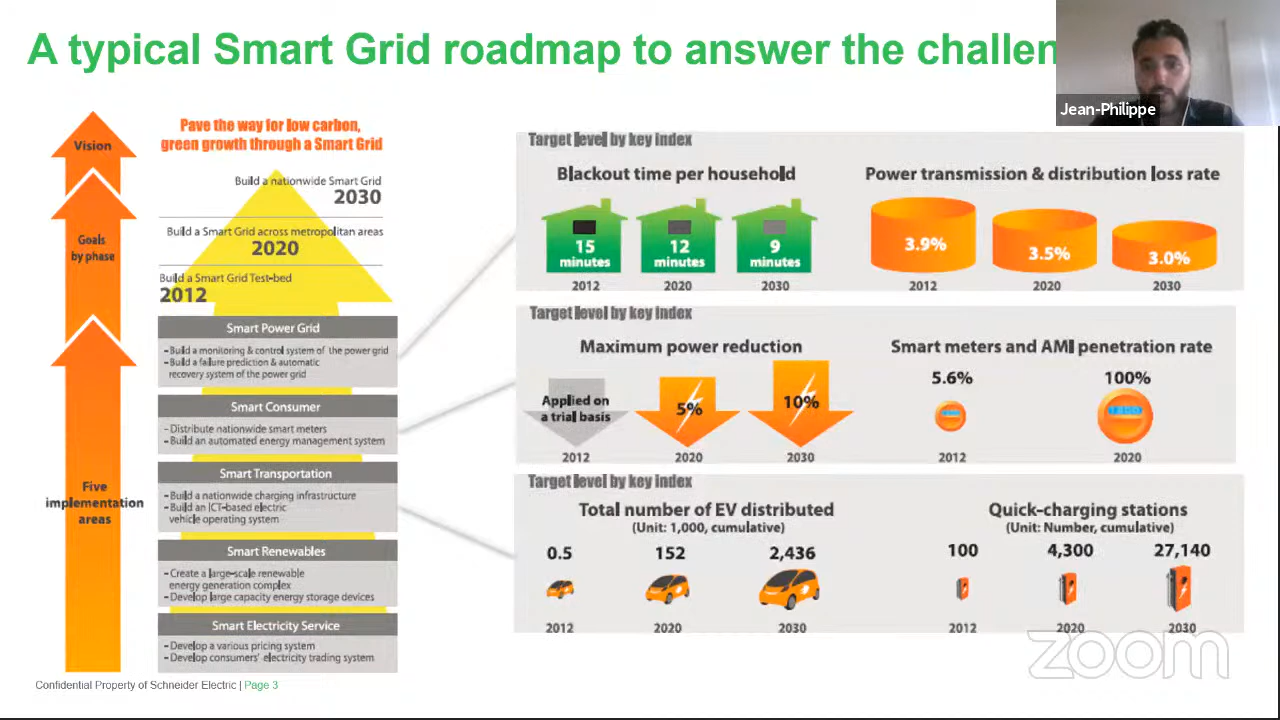 A typical Smart Grid roadmap to answer the challen
Jean-Philippe
Vision
Goals
by phase
Five
implementation
areas
Pave the way for low carbon,
green growth through a Smart Grid
Build a nationwide Smart Grid
2030
Build a Smart Grid across metropolitan areas
2020
Build a Smart Grid Test-bed
2012
Smart Power Grid
- Build a monitoring & control system of the power grid
- Build a failure prediction & automatic
recovery system of the power grid
Smart Consumer
- Distribute nationwide smart meters
- Build an automated energy management system
Smart Transportation
- Build a nationwide charging infrastructure
- Build an ICT-based electric
vehicle operating system
Smart Renewables
- Create a large-scale renewable
energy generation complex
- Develop large capacity energy storage devices
Smart Electricity Service
- Develop a various pricing system
- Develop consumers' electricity trading system
Target level by key index
Blackout time per household
15 minutes
12 minutes
9 minutes
2012 2020 2030
Power transmission & distribution loss rate
3.9% 3.5% 3.0%
2012 2020 2030
Target level by key index
Maximum power reduction
Applied on
a trial basis
5% 10%
2012 2020 2030
Smart meters and AMI penetration rate
5.6% 100%
2012 2020
Target level by key index
Total number of EV distributed
(Unit: 1,000, cumulative)
0.5 152 2,436
2012 2020 2030
Quick-charging stations
(Unit: Number, cumulative)
100 4,300 27,140
2012 2020 2030
zoom
Confidential Property of Schneider Electric | Page 3